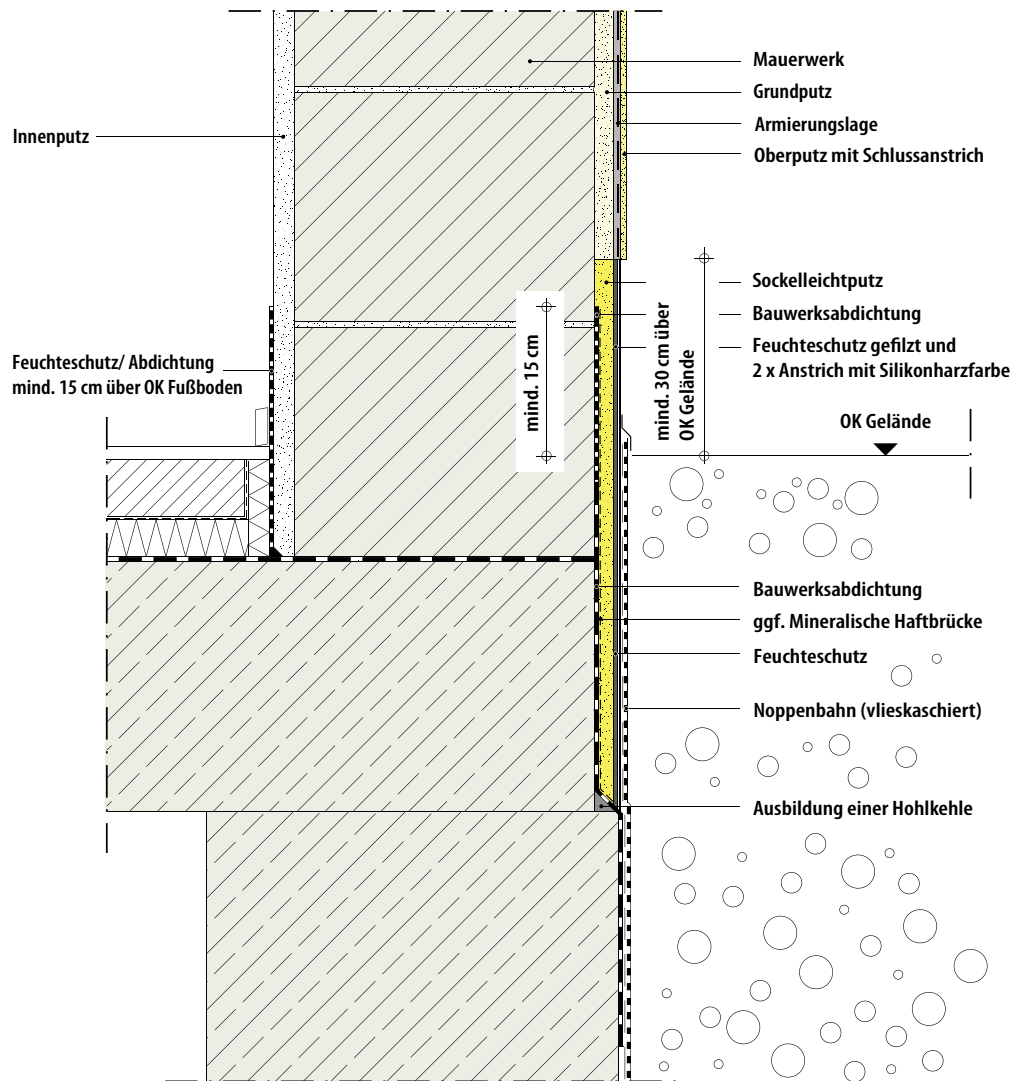 Mauerwerk
Grundputz
Armierungslage
Oberputz mit Schlussanstrich
Innenputz
Sockelleichtputz
Bauwerksabdichtung
Feuchteschutz gefilzt und
2 x Anstrich mit Silikonharzfarbe
mind. 30 cm über
OK Gelände
mind. 15 cm
Feuchteschutz/ Abdichtung
mind. 15 cm über OK Fußboden
OK Gelände
Bauwerksabdichtung
ggf. Mineralische Haftbrücke
Feuchteschutz
Noppenbahn (vlieskaschiert)
Ausbildung einer Hohlkehle